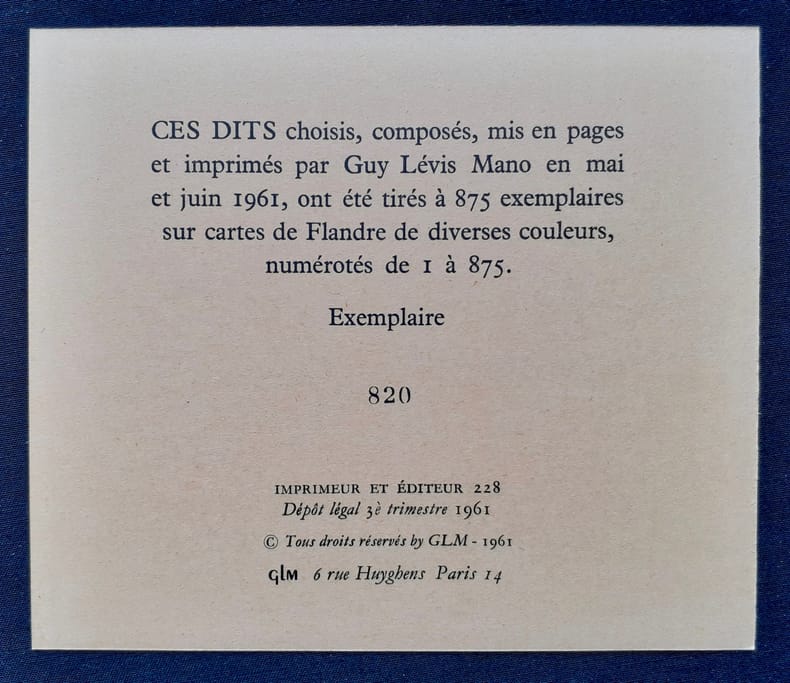 CES DITS choisis, composés, mis en pages
et imprimés par Guy Lévis Mano en mai
et juin 1961, ont été tirés à 875 exemplaires
sur cartes de Flandre de diverses couleurs,
numérotés de 1 à 875.
Exemplaire
820
IMPRIMEUR ET ÉDITEUR 228
Dépôt légal 3è trimestre 1961
© Tous droits réservés by GLM - 1961
GLM 6 rue Huyghens Paris 14